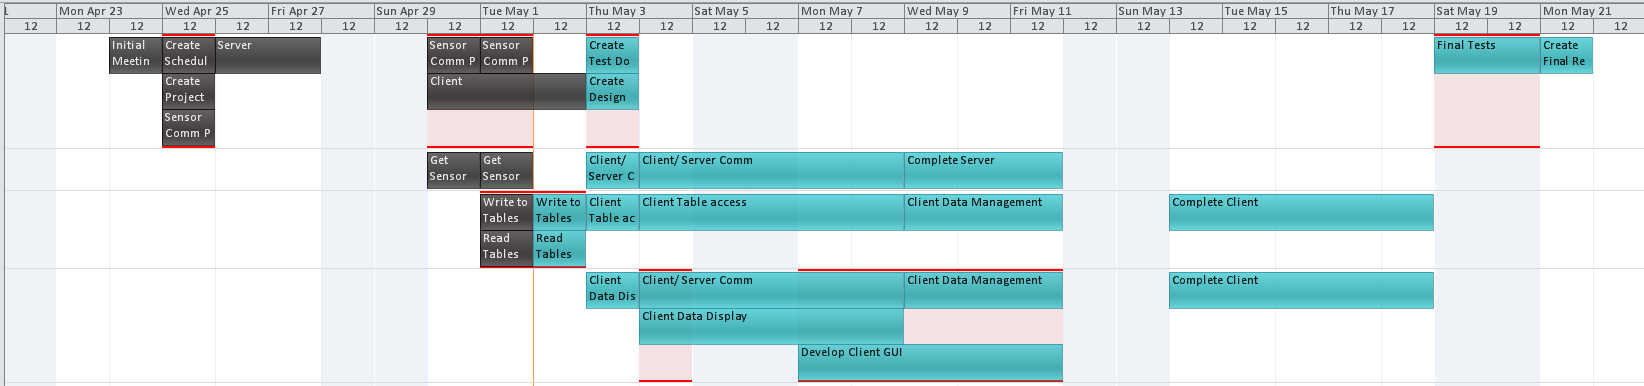 1 Mon Apr 23 Wed Apr 25 Fri Apr 27 Sun Apr 29 Tue May 1 Thu May 3 Sat May 5 Mon May 7 Wed May 9 Fri May 11 Sun May 13 Tue May 15 Thu May 17 Sat May 19 Mon May 21
12 12 12 12 12 12 12 12 12 12 12 12 12 12 12 12 12 12 12 12 12 12 12 12 12 12 12 12 12 12 12
Initial Create Server Sensor Sensor Create Final Tests Create
Meetin Schedul Comm P Comm P Test Do Final Re
Create Client Create
Project Design
Sensor
Comm P
Get Get Client/ Client/ Server Comm Complete Server
Sensor Sensor Server C
Write to Write to Client Client Table access Client Data Management Complete Client
Tables Tables Table ac
Read Read
Tables Tables
Client Client/ Server Comm Client Data Management Complete Client
Data Dis
Client Data Display
Develop Client GUI